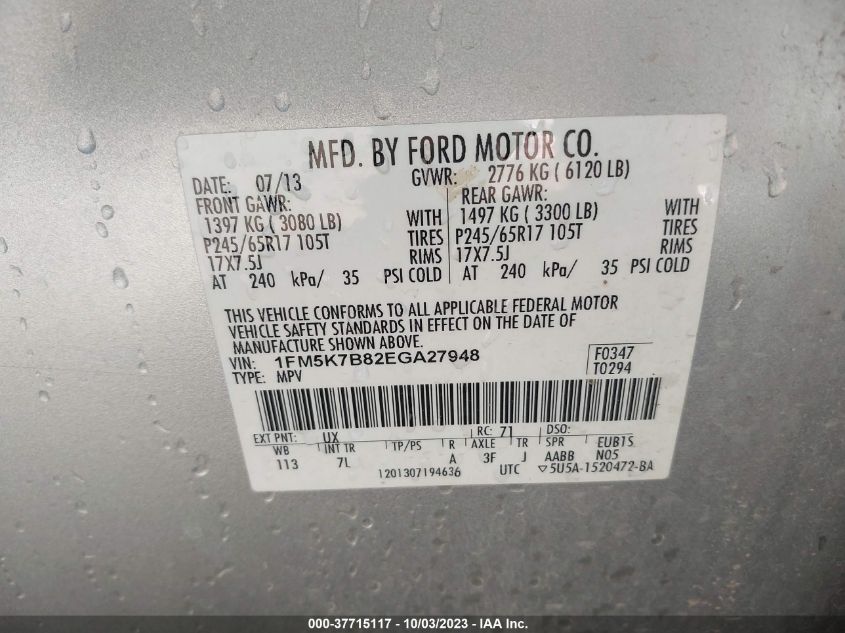 MFD. BY FORD MOTOR CO.
DATE: 07/13 GVWR: 2776 KG ( 6120 LB)
FRONT GAWR: REAR GAWR:
1397 KG ( 3080 LB) WITH 1497 KG ( 3300 LB) WITH
P245/65R17 105T TIRES P245/65R17 105T TIRES
17X7.5J RIMS 17X7.5J RIMS
AT 240 kPa/ 35 PSI COLD AT 240 kPa/ 35 PSI COLD
THIS VEHICLE CONFORMS TO ALL APPLICABLE FEDERAL MOTOR
VEHICLE SAFETY STANDARDS IN EFFECT ON THE DATE OF
MANUFACTURE SHOWN ABOVE.
VIN: 1FM5K7B82EGA27948 F0347
TYPE: MPV T0294
EXT PNT: UX RC: 71 DSO:
WB INT TR TP/PS R AXLE TR SPR EUB1S
113 7L A 3F J AABB N05
1201307194636 UTC ▽5U5A-1520472-BA
000-37715117 - 10/03/2023 - IAA Inc.